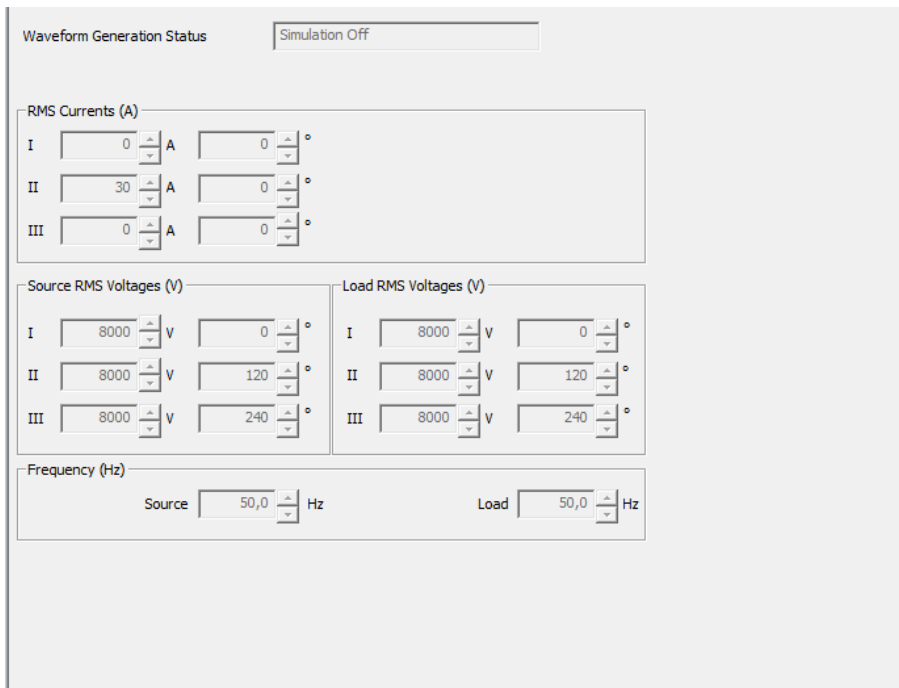 Waveform Generation Status Simulation Off
RMS Currents (A)
I 0 A 0 °
II 30 A 0 °
III 0 A 0 °
Source RMS Voltages (V)
I 8000 V 0 °
II 8000 V 120 °
III 8000 V 240 °
Load RMS Voltages (V)
I 8000 V 0 °
II 8000 V 120 °
III 8000 V 240 °
Frequency (Hz)
Source 50,0 Hz Load 50,0 Hz